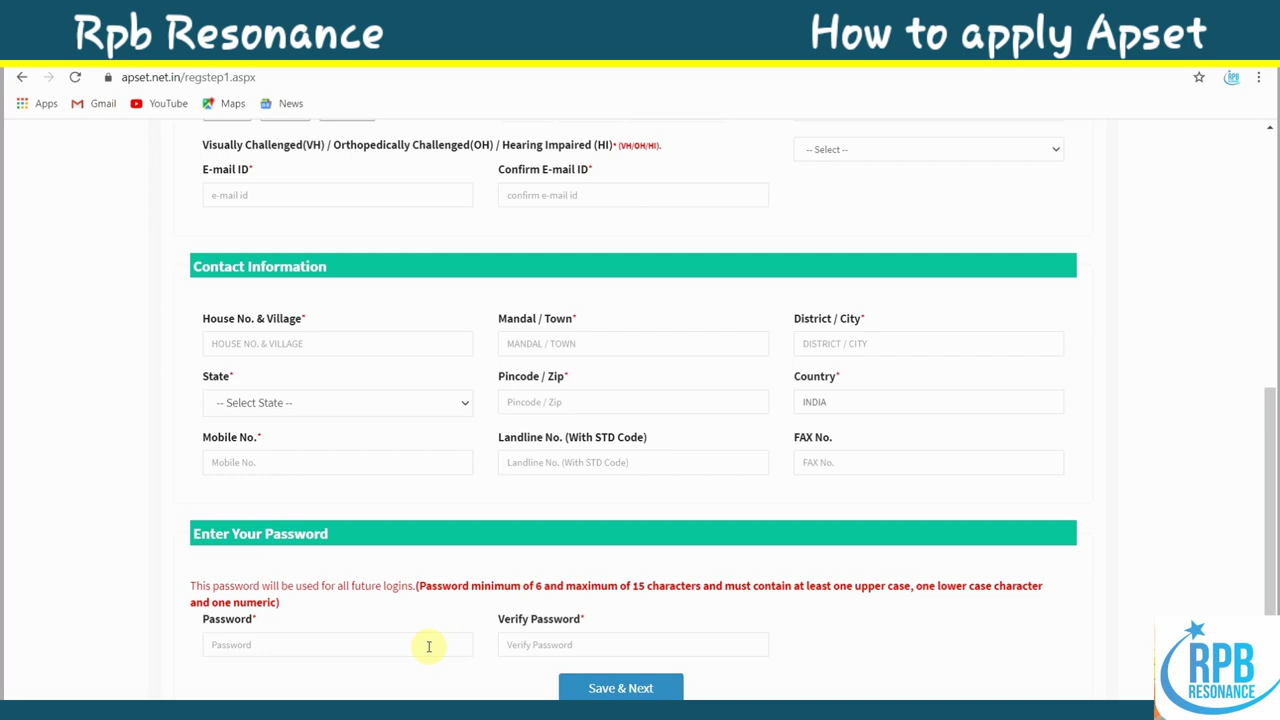 Rpb Resonance
How to apply Apset
apset.net.in/regstep1.aspx
RPB
Apps Gmail YouTube Maps News
Visually Challenged(VH) / Orthopedically Challenged(OH) / Hearing Impaired (HI)* (VH/OH/HI).
-- Select --
E-mail ID* Confirm E-mail ID*
e-mail id confirm e-mail id
Contact Information
House No. & Village* Mandal / Town* District / City*
HOUSE NO. & VILLAGE MANDAL / TOWN DISTRICT / CITY
State* Pincode / Zip* Country*
-- Select State -- Pincode / Zip INDIA
Mobile No.* Landline No. (With STD Code) FAX No.
Mobile No. Landline No. (With STD Code) FAX No.
Enter Your Password
This password will be used for all future logins.(Password minimum of 6 and maximum of 15 characters and must contain at least one upper case, one lower case character
and one numeric)
Password* Verify Password*
Password Verify Password
Save & Next
RPB
RESONANCE